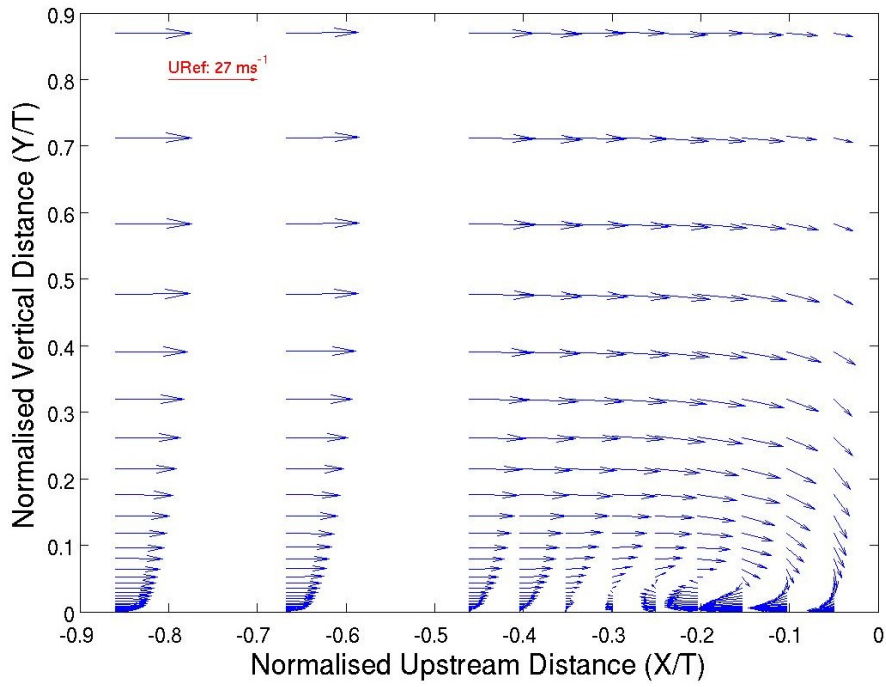 0.9
URef: 27 ms⁻¹
0.8
0.7
0.6
0.5
0.4
0.3
0.2
0.1
0
Normalised Vertical Distance (Y/T)
-0.9 -0.8 -0.7 -0.6 -0.5 -0.4 -0.3 -0.2 -0.1 0
Normalised Upstream Distance (X/T)